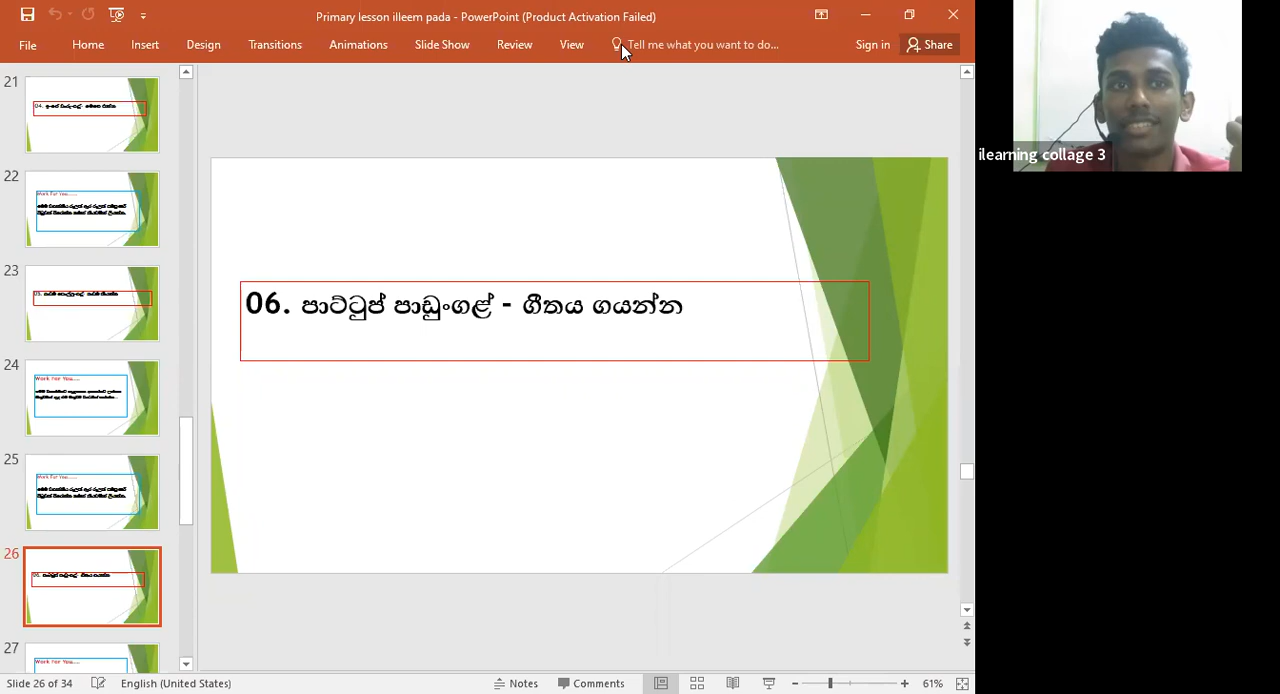 Primary lesson illeem pada - PowerPoint (Product Activation Failed)
File Home Insert Design Transitions Animations Slide Show Review View Tell me what you want to do... Sign in Share
ilearning collage 3
21
22
Work For You
23
24
Work For You....
25
Work For You
26
27
Work For You....
06. පාට්ටුප් පාඩුංගළ් - ගීතය ගයන්න
Slide 26 of 34 English (United States) Notes Comments 61%